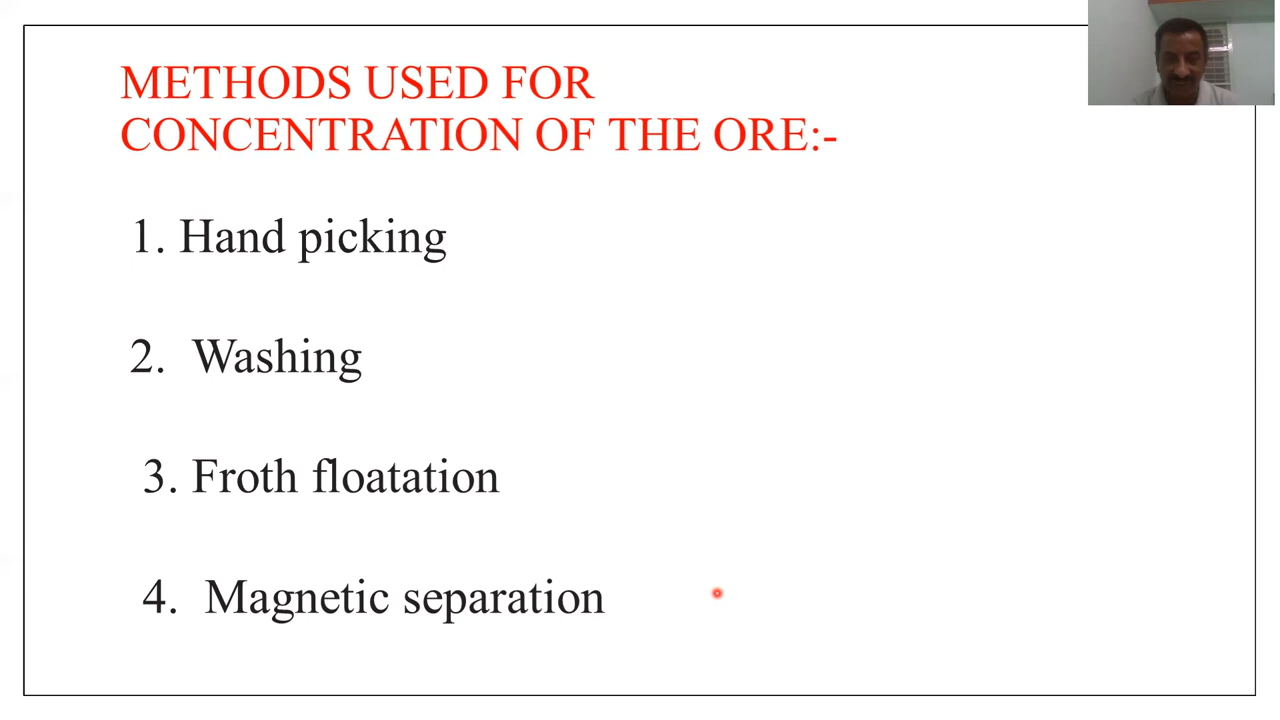 METHODS USED FOR
CONCENTRATION OF THE ORE:-
1. Hand picking
2. Washing
3. Froth floatation
4. Magnetic separation